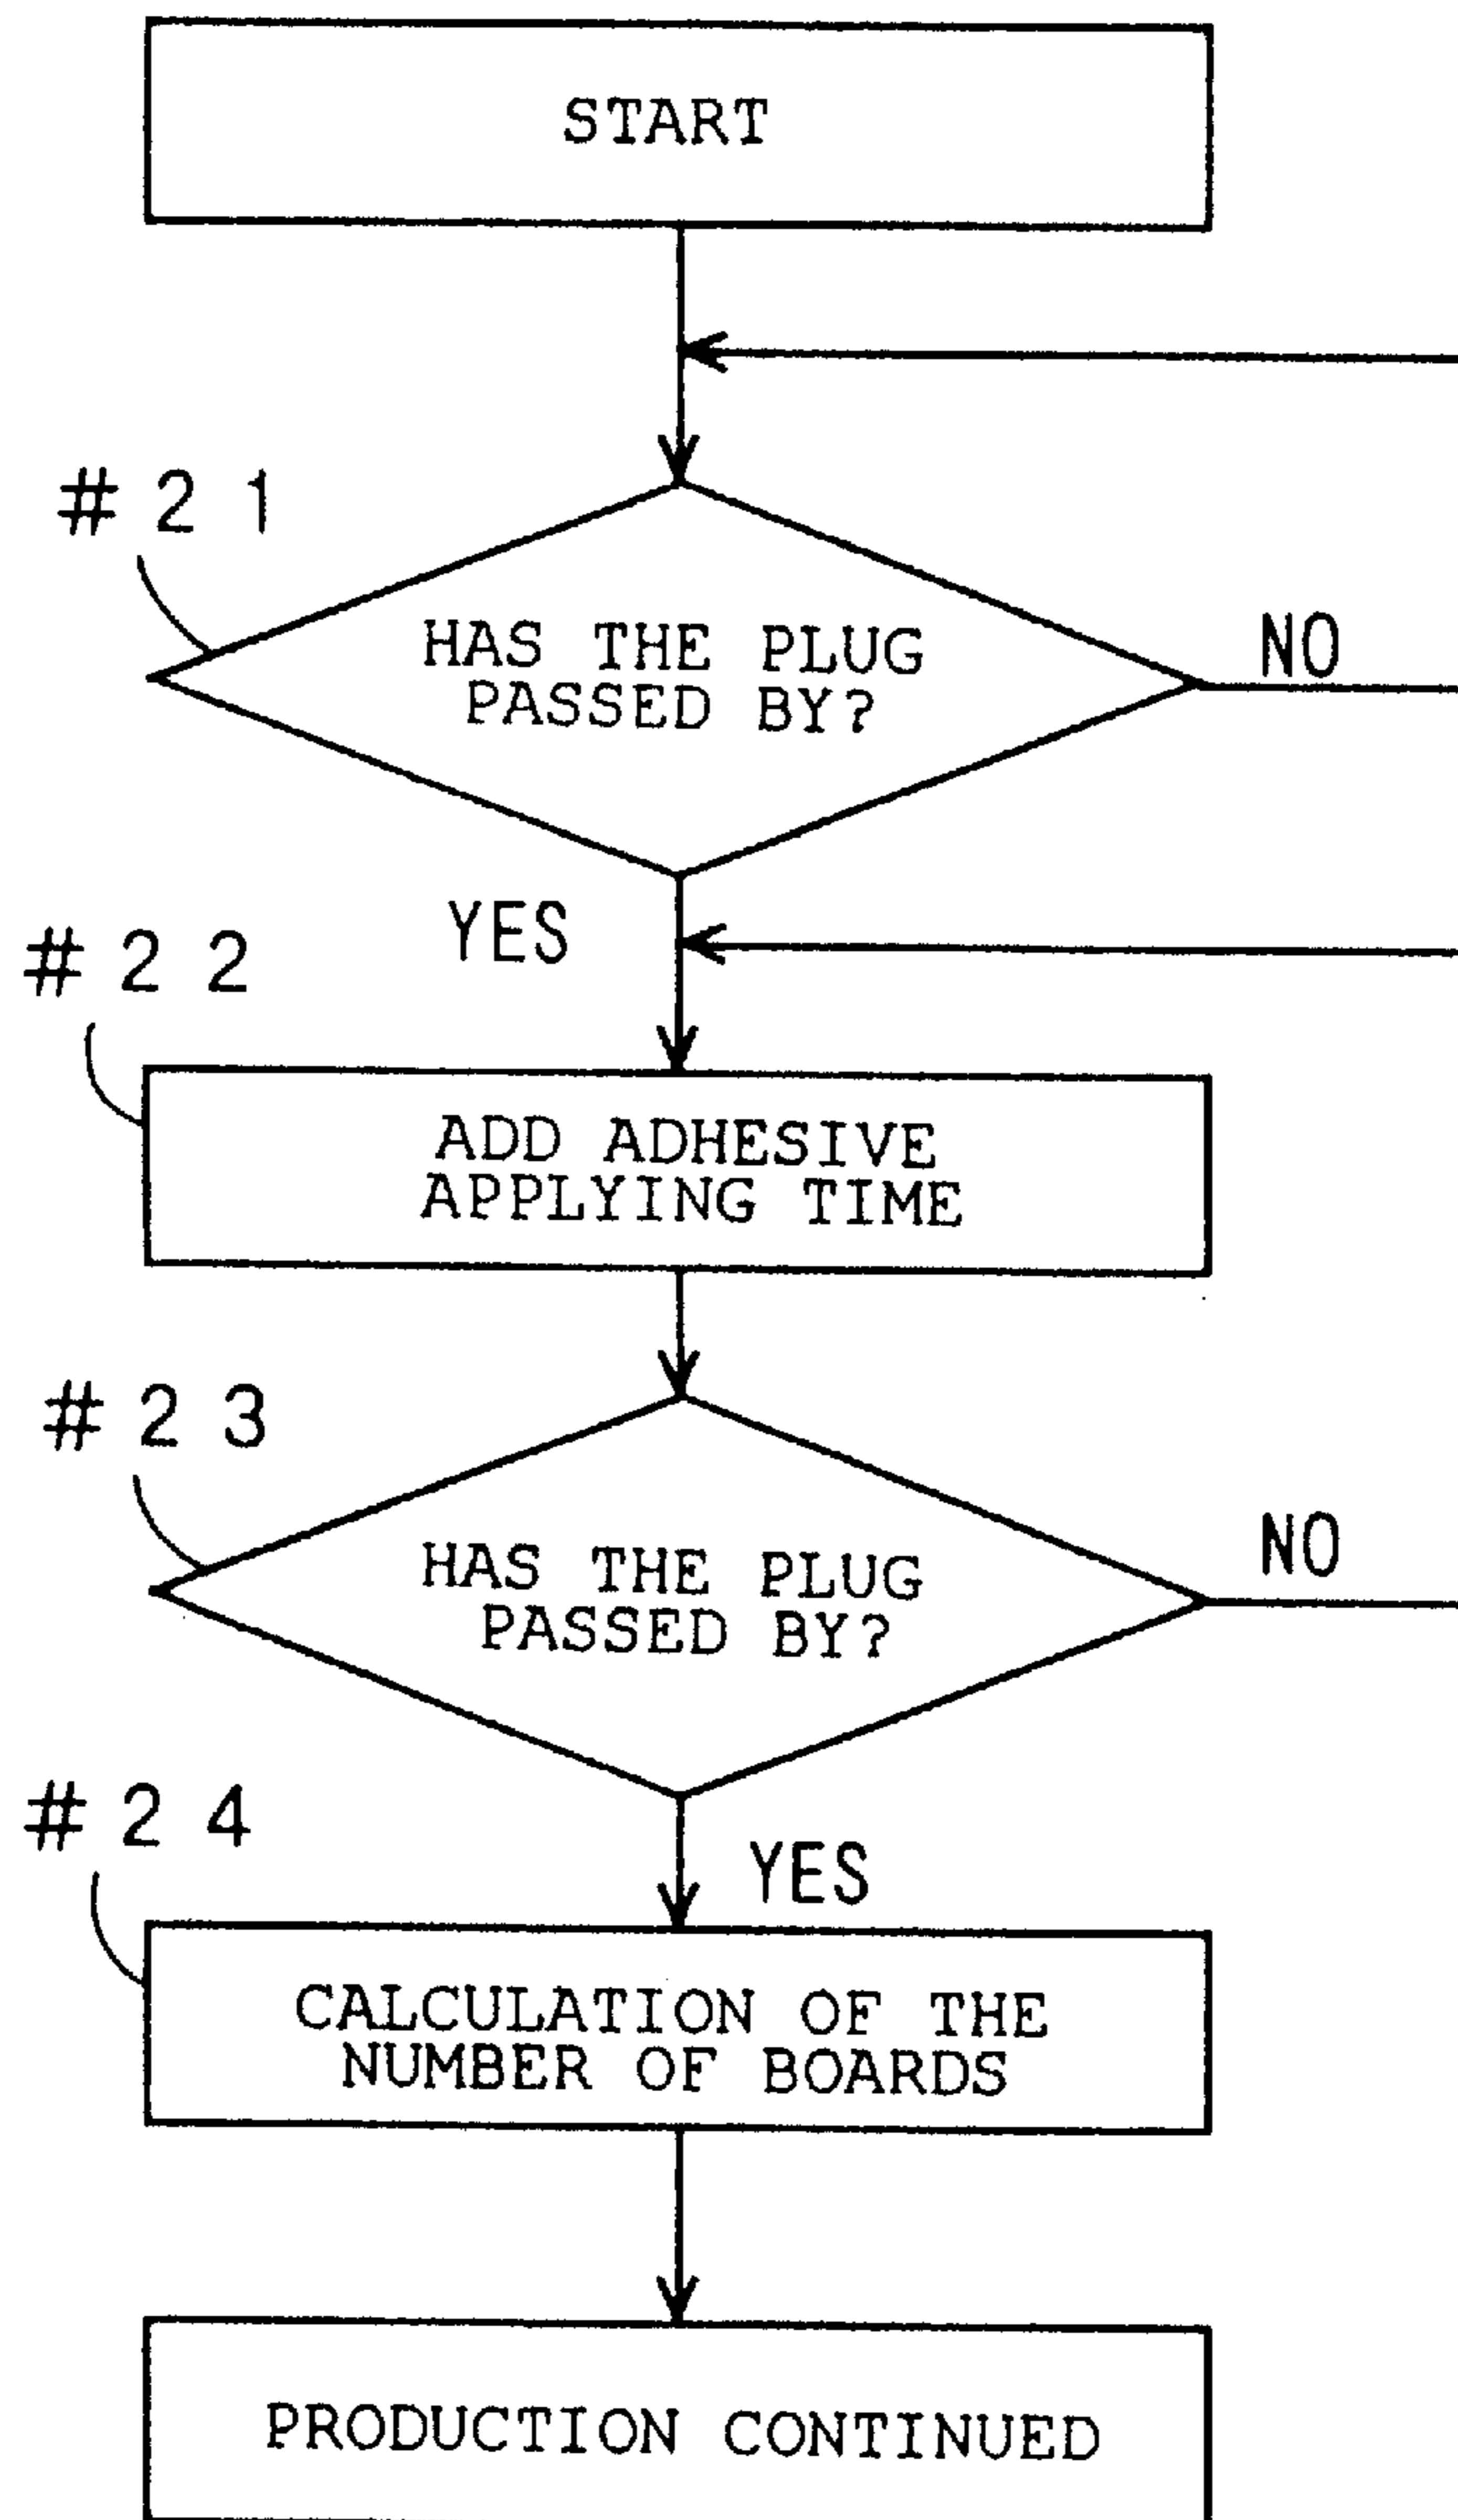 START
#21
HAS THE PLUG
PASSED BY?
NO
YES
#22
ADD ADHESIVE
APPLYING TIME
#23
HAS THE PLUG
PASSED BY?
NO
#24
YES
CALCULATION OF THE
NUMBER OF BOARDS
PRODUCTION CONTINUED